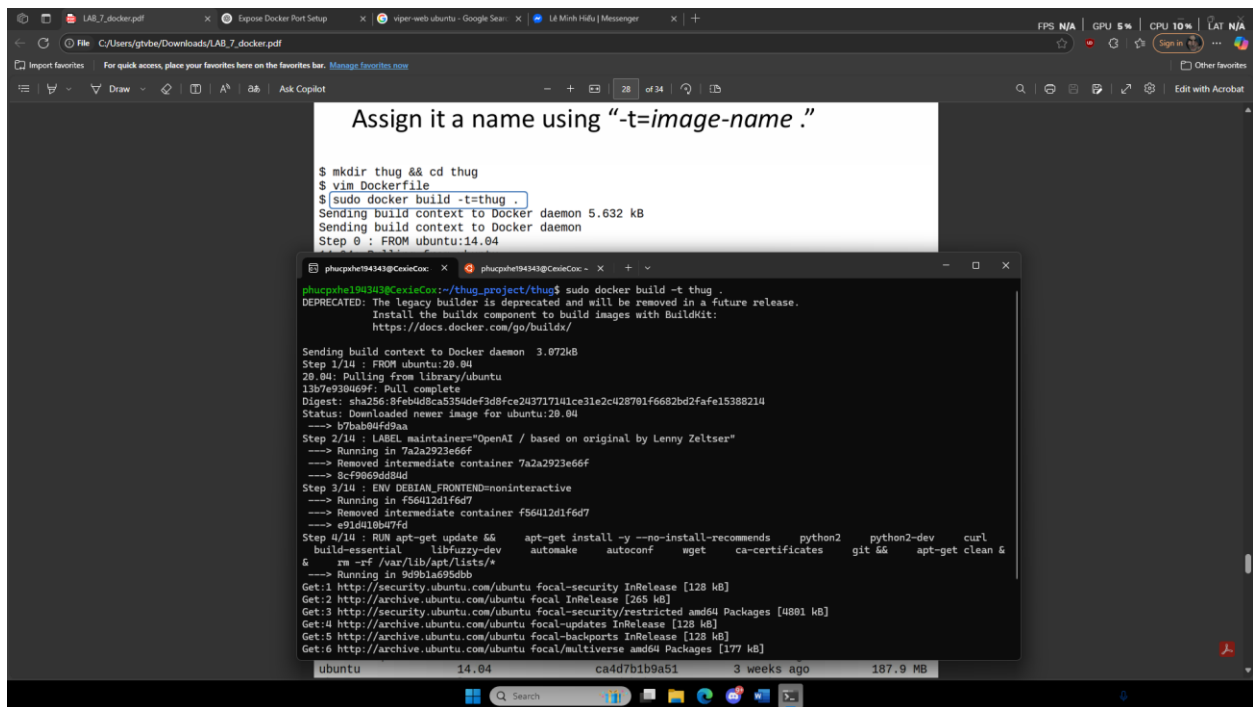 LAB_7_docker.pdf
Expose Docker Port Setup
viper-web ubuntu - Google Sear
Lê Minh Hiếu | Messenger
FPS N/A GPU 5% CPU 10% LAT N/A
File C:/Users/gtvbe/Downloads/LAB_7_docker.pdf
Sign in
Import favorites
For quick access, place your favorites here on the favorites bar. Manage favorites now
Other favorites
Draw
Ask Copilot
28 of 34
Edit with Acrobat
Assign it a name using “-t=image-name .”
$ mkdir thug && cd thug
$ vim Dockerfile
$ sudo docker build -t=thug .
Sending build context to Docker daemon 5.632 kB
Sending build context to Docker daemon
Step 0 : FROM ubuntu:14.04
phucpxhe194343@CexieCox:
phucpxhe194343@CexieCox: ~
phucpxhe194343@CexieCox:~/thug_project/thug$ sudo docker build -t thug .
DEPRECATED: The legacy builder is deprecated and will be removed in a future release.
Install the buildx component to build images with BuildKit:
https://docs.docker.com/go/buildx/
Sending build context to Docker daemon 3.072kB
Step 1/14 : FROM ubuntu:20.04
20.04: Pulling from library/ubuntu
13b7e930469f: Pull complete
Digest: sha256:8feb4d8ca5354def3d8fce243717141ce31e2c428701f6682bd2fafe15388214
Status: Downloaded newer image for ubuntu:20.04
---> b7bab04fd9aa
Step 2/14 : LABEL maintainer="OpenAI / based on original by Lenny Zeltser"
---> Running in 7a2a2923e66f
---> Removed intermediate container 7a2a2923e66f
---> 8cf9069dd84d
Step 3/14 : ENV DEBIAN_FRONTEND=noninteractive
---> Running in f56412d1f6d7
---> Removed intermediate container f56412d1f6d7
---> e91d410b47fd
Step 4/14 : RUN apt-get update && apt-get install -y --no-install-recommends python2 python2-dev curl
build-essential libfuzzy-dev automake autoconf wget ca-certificates git && apt-get clean &
& rm -rf /var/lib/apt/lists/*
---> Running in 9d9b1a695dbb
Get:1 http://security.ubuntu.com/ubuntu focal-security InRelease [128 kB]
Get:2 http://archive.ubuntu.com/ubuntu focal InRelease [265 kB]
Get:3 http://security.ubuntu.com/ubuntu focal-security/restricted amd64 Packages [4801 kB]
Get:4 http://archive.ubuntu.com/ubuntu focal-updates InRelease [128 kB]
Get:5 http://archive.ubuntu.com/ubuntu focal-backports InRelease [128 kB]
Get:6 http://archive.ubuntu.com/ubuntu focal/multiverse amd64 Packages [177 kB]
ubuntu 14.04 ca4d7b1b9a51 3 weeks ago 187.9 MB
Search